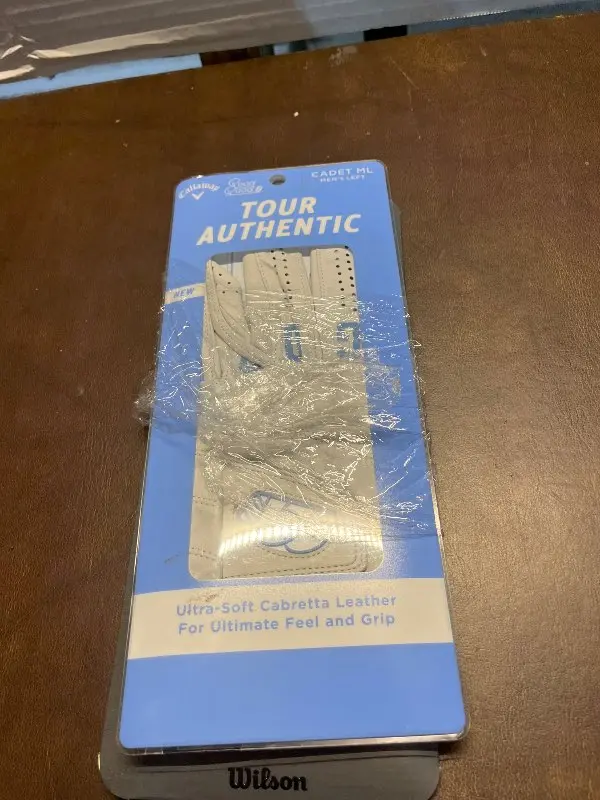 Callaway
CADET ML
MEN'S LEFT
TOUR
AUTHENTIC
NEW
Ultra-Soft Cabretta Leather
For Ultimate Feel and Grip
Wilson